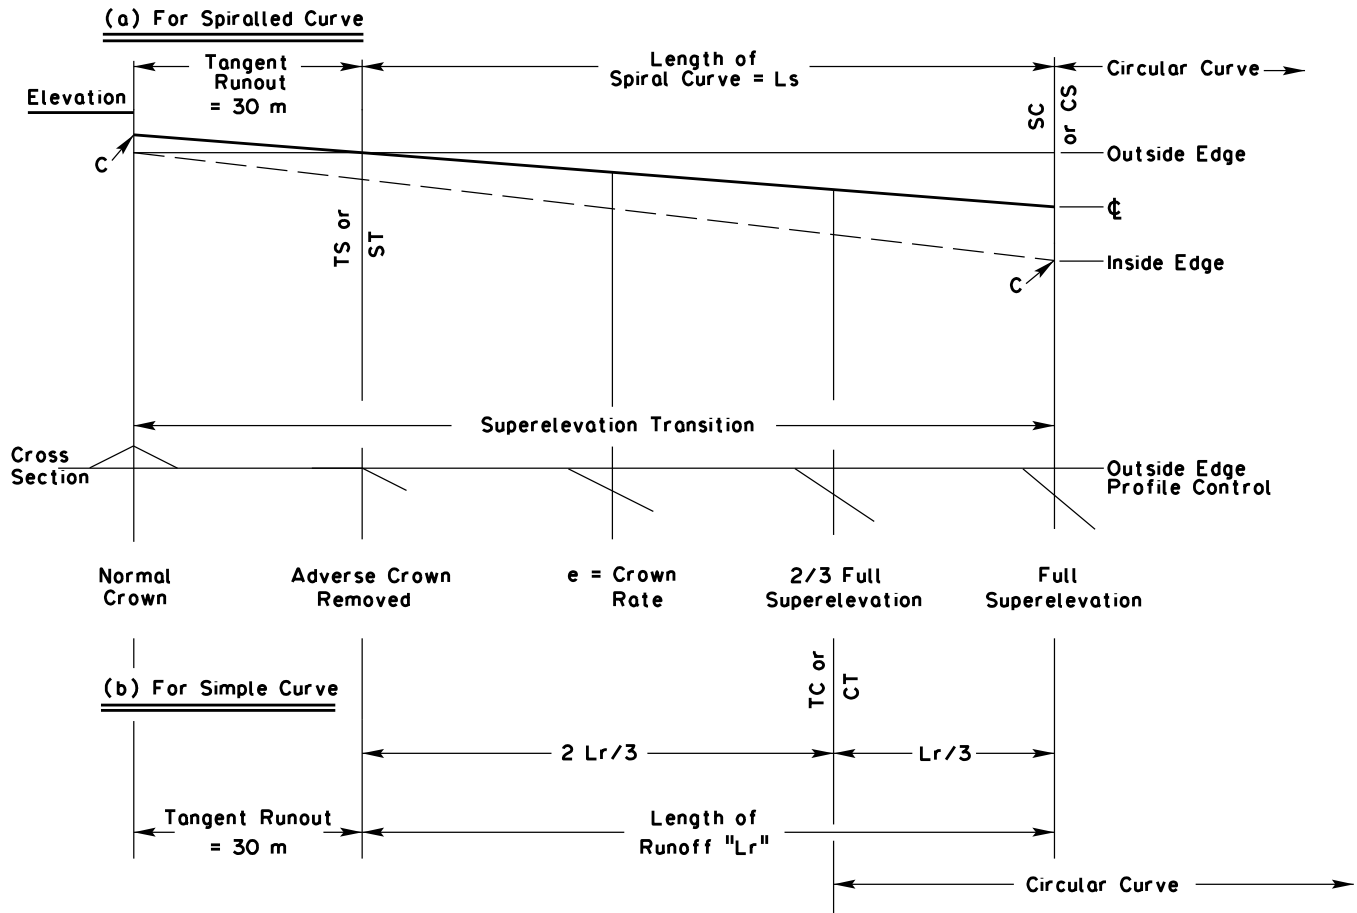 (a) For Spiralled Curve
Tangent
Runout
= 30 m
Length of
Spiral Curve = Ls
Circular Curve
Elevation
SC
or CS
C
Outside Edge
℄
TS or
ST
Inside Edge
C
Superelevation Transition
Cross
Section
Outside Edge
Profile Control
Normal
Crown
Adverse Crown
Removed
e = Crown
Rate
2/3 Full
Superelevation
Full
Superelevation
TC or
CT
(b) For Simple Curve
2 Lr/3
Lr/3
Tangent Runout
= 30 m
Length of
Runoff "Lr"
Circular Curve